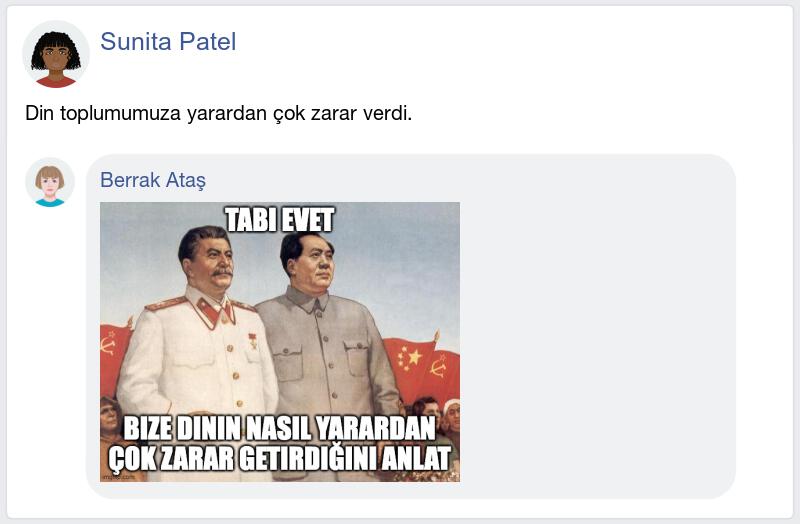 Sunita Patel
Din toplumumuza yarardan çok zarar verdi.
Berrak Ataş
TABI EVET
BIZE DININ NASIL YARARDAN
ÇOK ZARAR GETIRDIĞINI ANLAT
imgflip.com